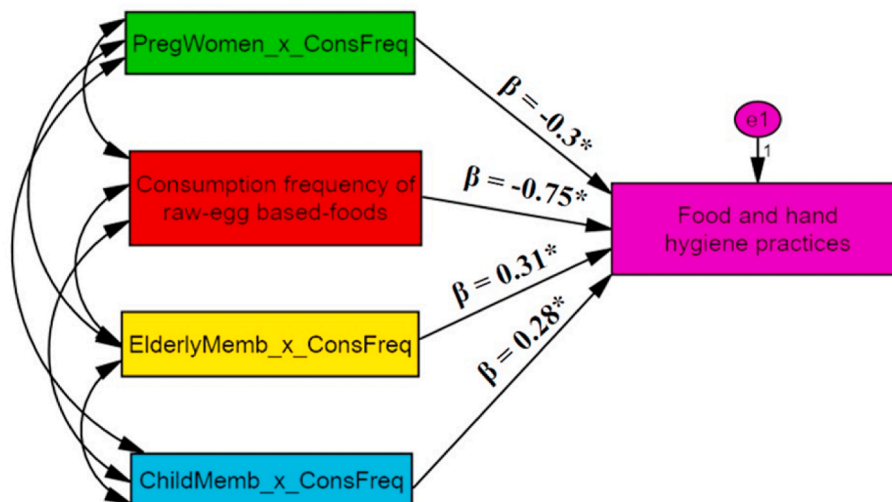 PregWomen_x_ConsFreq
β = -0.3*
e1
1
Consumption frequency of
raw-egg based-foods
β = -0.75*
Food and hand
hygiene practices
β = 0.31*
ElderlyMemb_x_ConsFreq
β = 0.28*
ChildMemb_x_ConsFreq